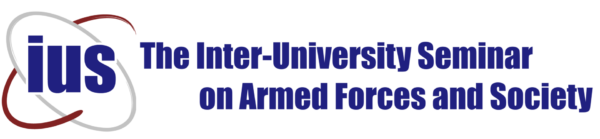 ius
The Inter-University Seminar
on Armed Forces and Society